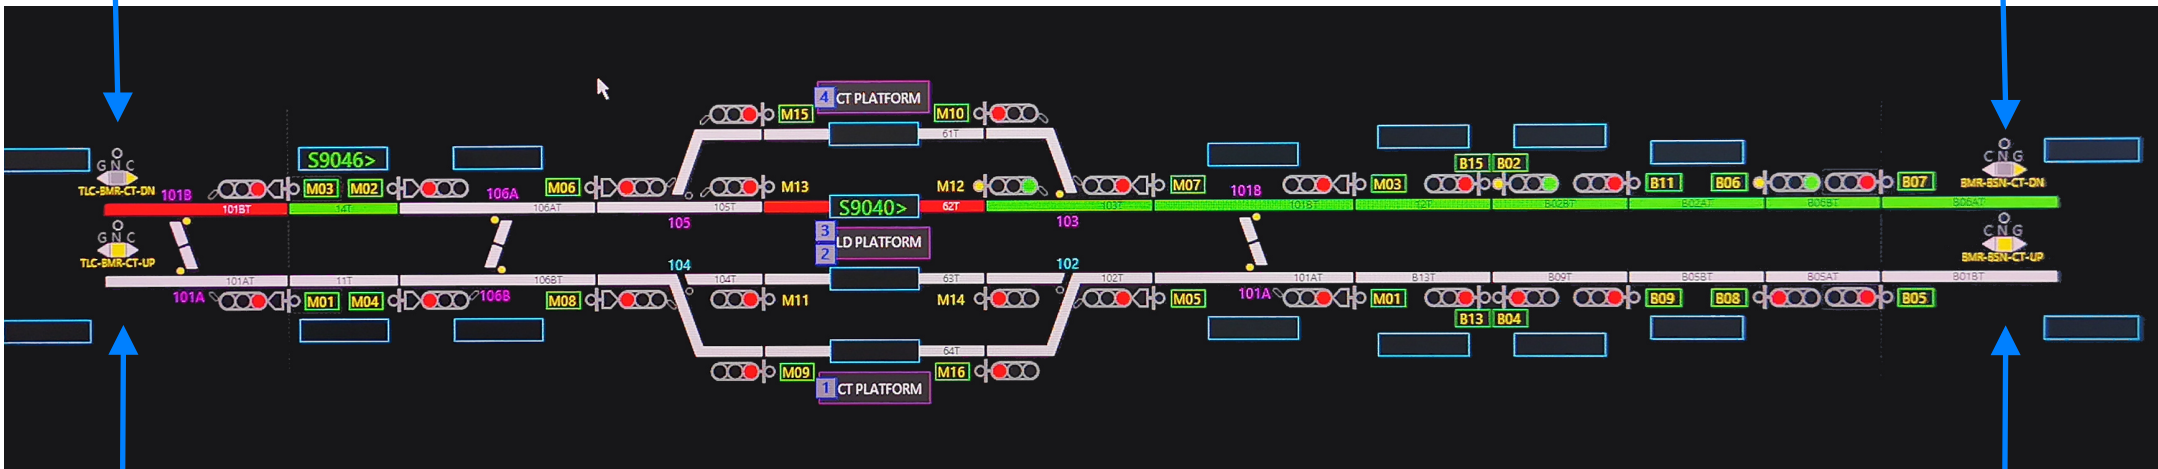 4 CT PLATFORM
M15
M10
61T
S9046>
G N C
TLC-BMR-CT-DN
101B
M03
M02
106A
M06
M13
M12
M07
101B
M03
B15
B02
B11
B06
B07
C N G
BMR-BSN-CT-DN
101BT
14T
106AT
105T
S9040>
62T
103T
101BT
12T
B02BT
B02AT
B06BT
B06AT
105
103
3
2
LD PLATFORM
G N C
TLC-BMR-CT-UP
104
102
C N G
BMR-BSN-CT-UP
101AT
11T
106BT
104T
63T
102T
101AT
B13T
B09T
B05BT
B05AT
B01BT
101A
M01
M04
106B
M08
M11
M14
M05
101A
M01
B13
B04
B09
B08
B05
64T
M09
1 CT PLATFORM
M16